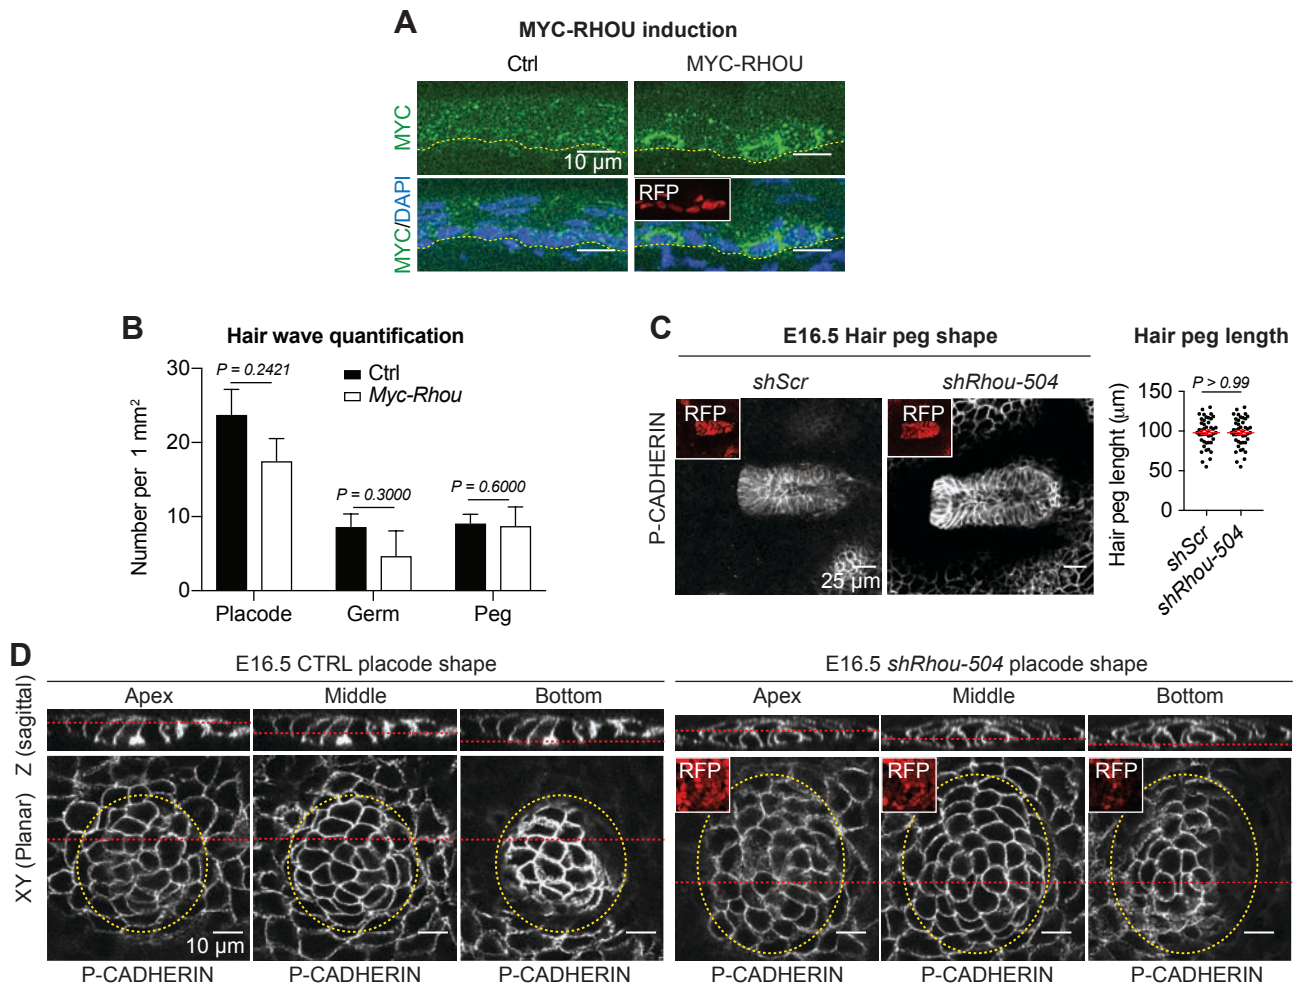 A
MYC-RHOU induction
Ctrl
MYC-RHOU
MYC
10 µm
MYC/DAPI
RFP
B
Hair wave quantification
Number per 1 mm²
30
20
10
0
P = 0.2421
P = 0.3000
P = 0.6000
Ctrl
Myc-Rhou
Placode
Germ
Peg
C
E16.5 Hair peg shape
shScr
shRhou-504
P-CADHERIN
RFP
RFP
25 µm
Hair peg length
P > 0.99
Hair peg lenght (µm)
150
100
50
0
shScr
shRhou-504
D
E16.5 CTRL placode shape
E16.5 shRhou-504 placode shape
Apex
Middle
Bottom
Apex
Middle
Bottom
Z (sagittal)
XY (Planar)
RFP
RFP
RFP
10 µm
P-CADHERIN
P-CADHERIN
P-CADHERIN
P-CADHERIN
P-CADHERIN
P-CADHERIN